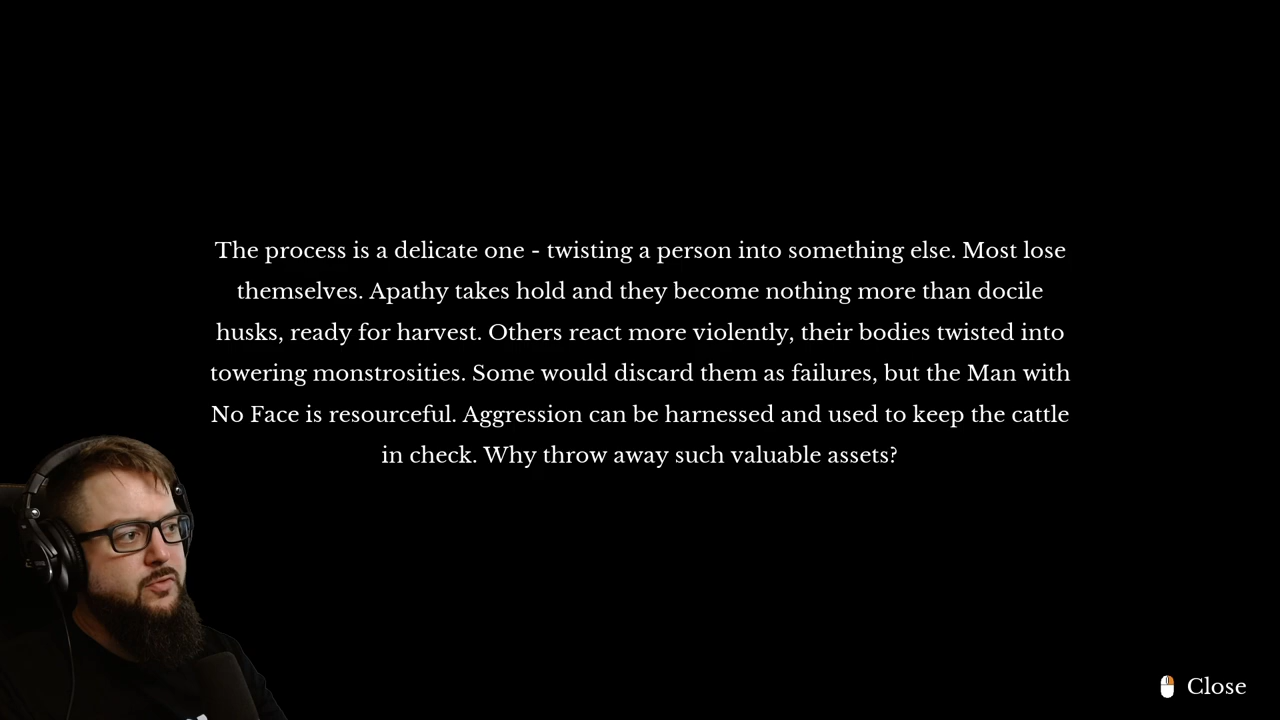 The process is a delicate one - twisting a person into something else. Most lose
themselves. Apathy takes hold and they become nothing more than docile
husks, ready for harvest. Others react more violently, their bodies twisted into
towering monstrosities. Some would discard them as failures, but the Man with
No Face is resourceful. Aggression can be harnessed and used to keep the cattle
in check. Why throw away such valuable assets?
Close